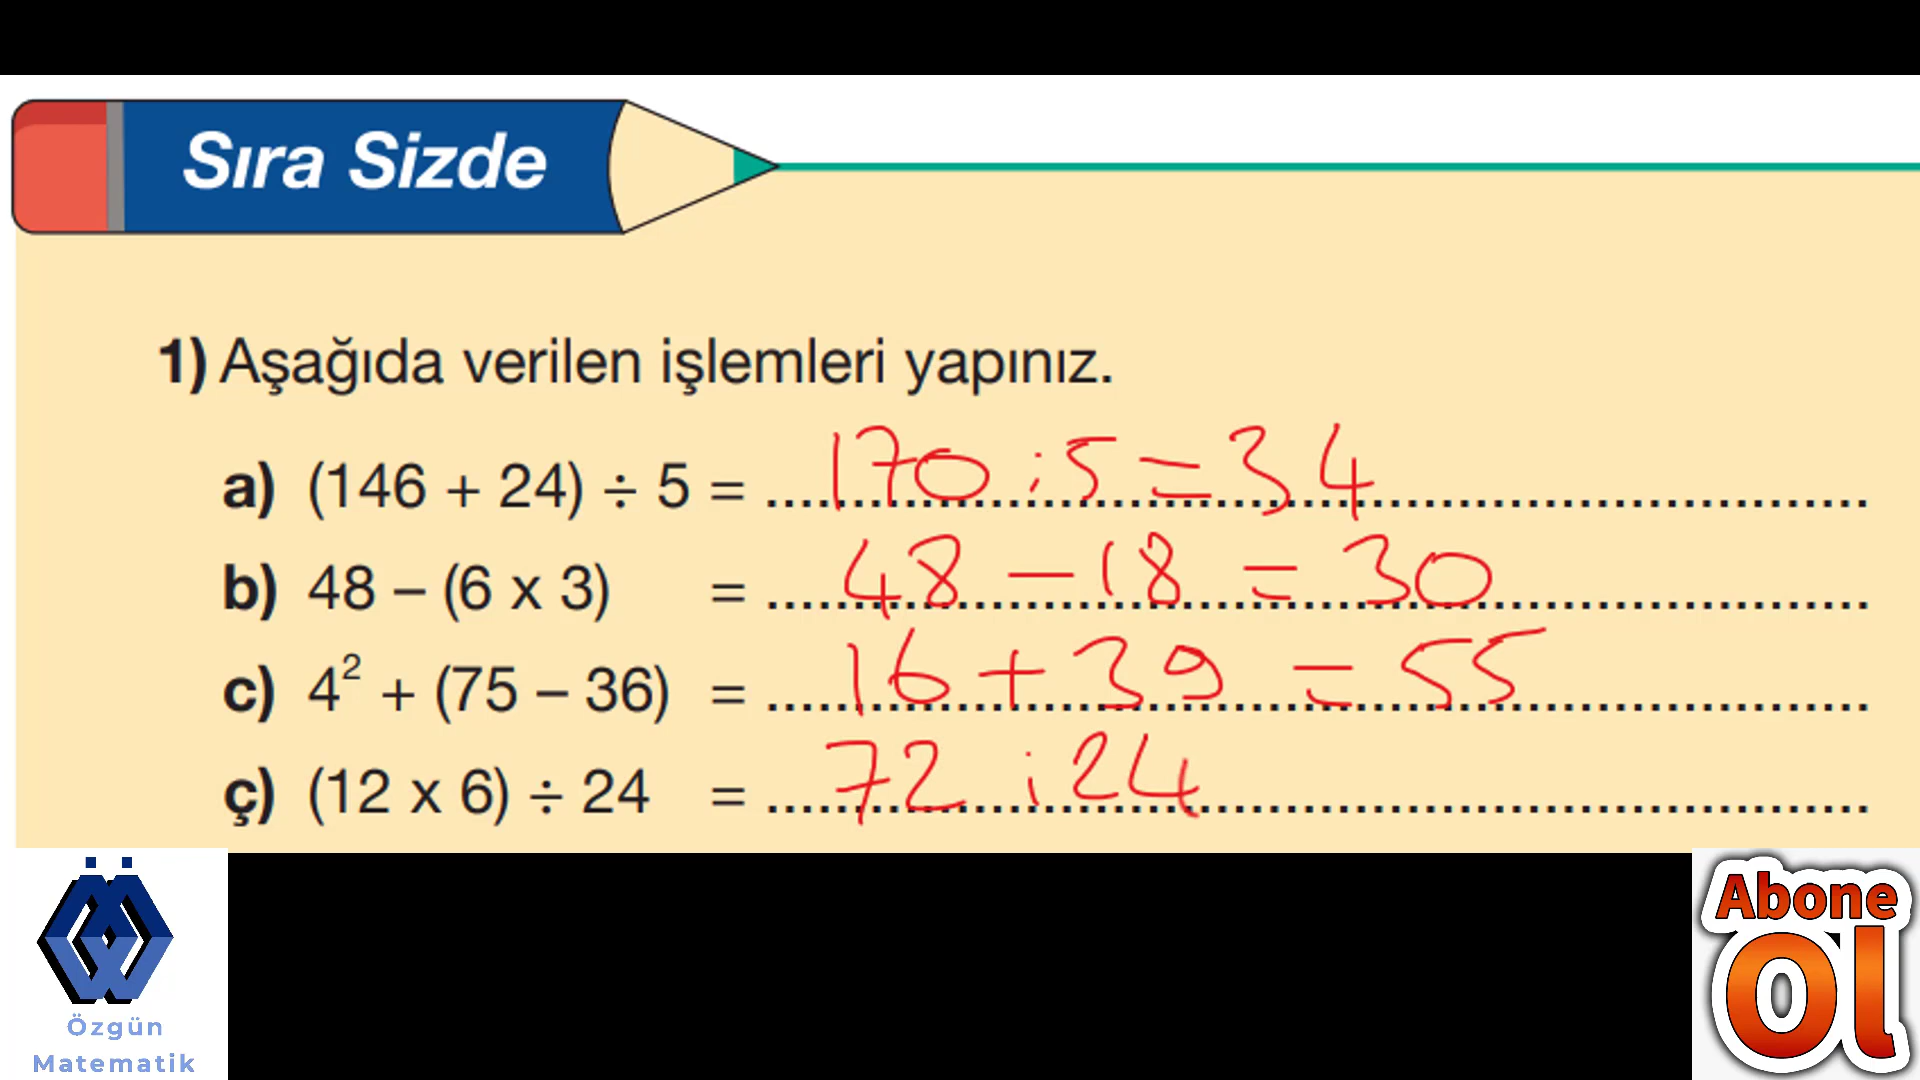 Sıra Sizde
1) Aşağıda verilen işlemleri yapınız.
a) (146 + 24) ÷ 5 = 170 : 5 = 34
b) 48 – (6 x 3) = 48 – 18 = 30
c) 4² + (75 – 36) = 16 + 39 = 55
ç) (12 x 6) ÷ 24 = 72 : 24
Özgün
Matematik
Abone
Ol